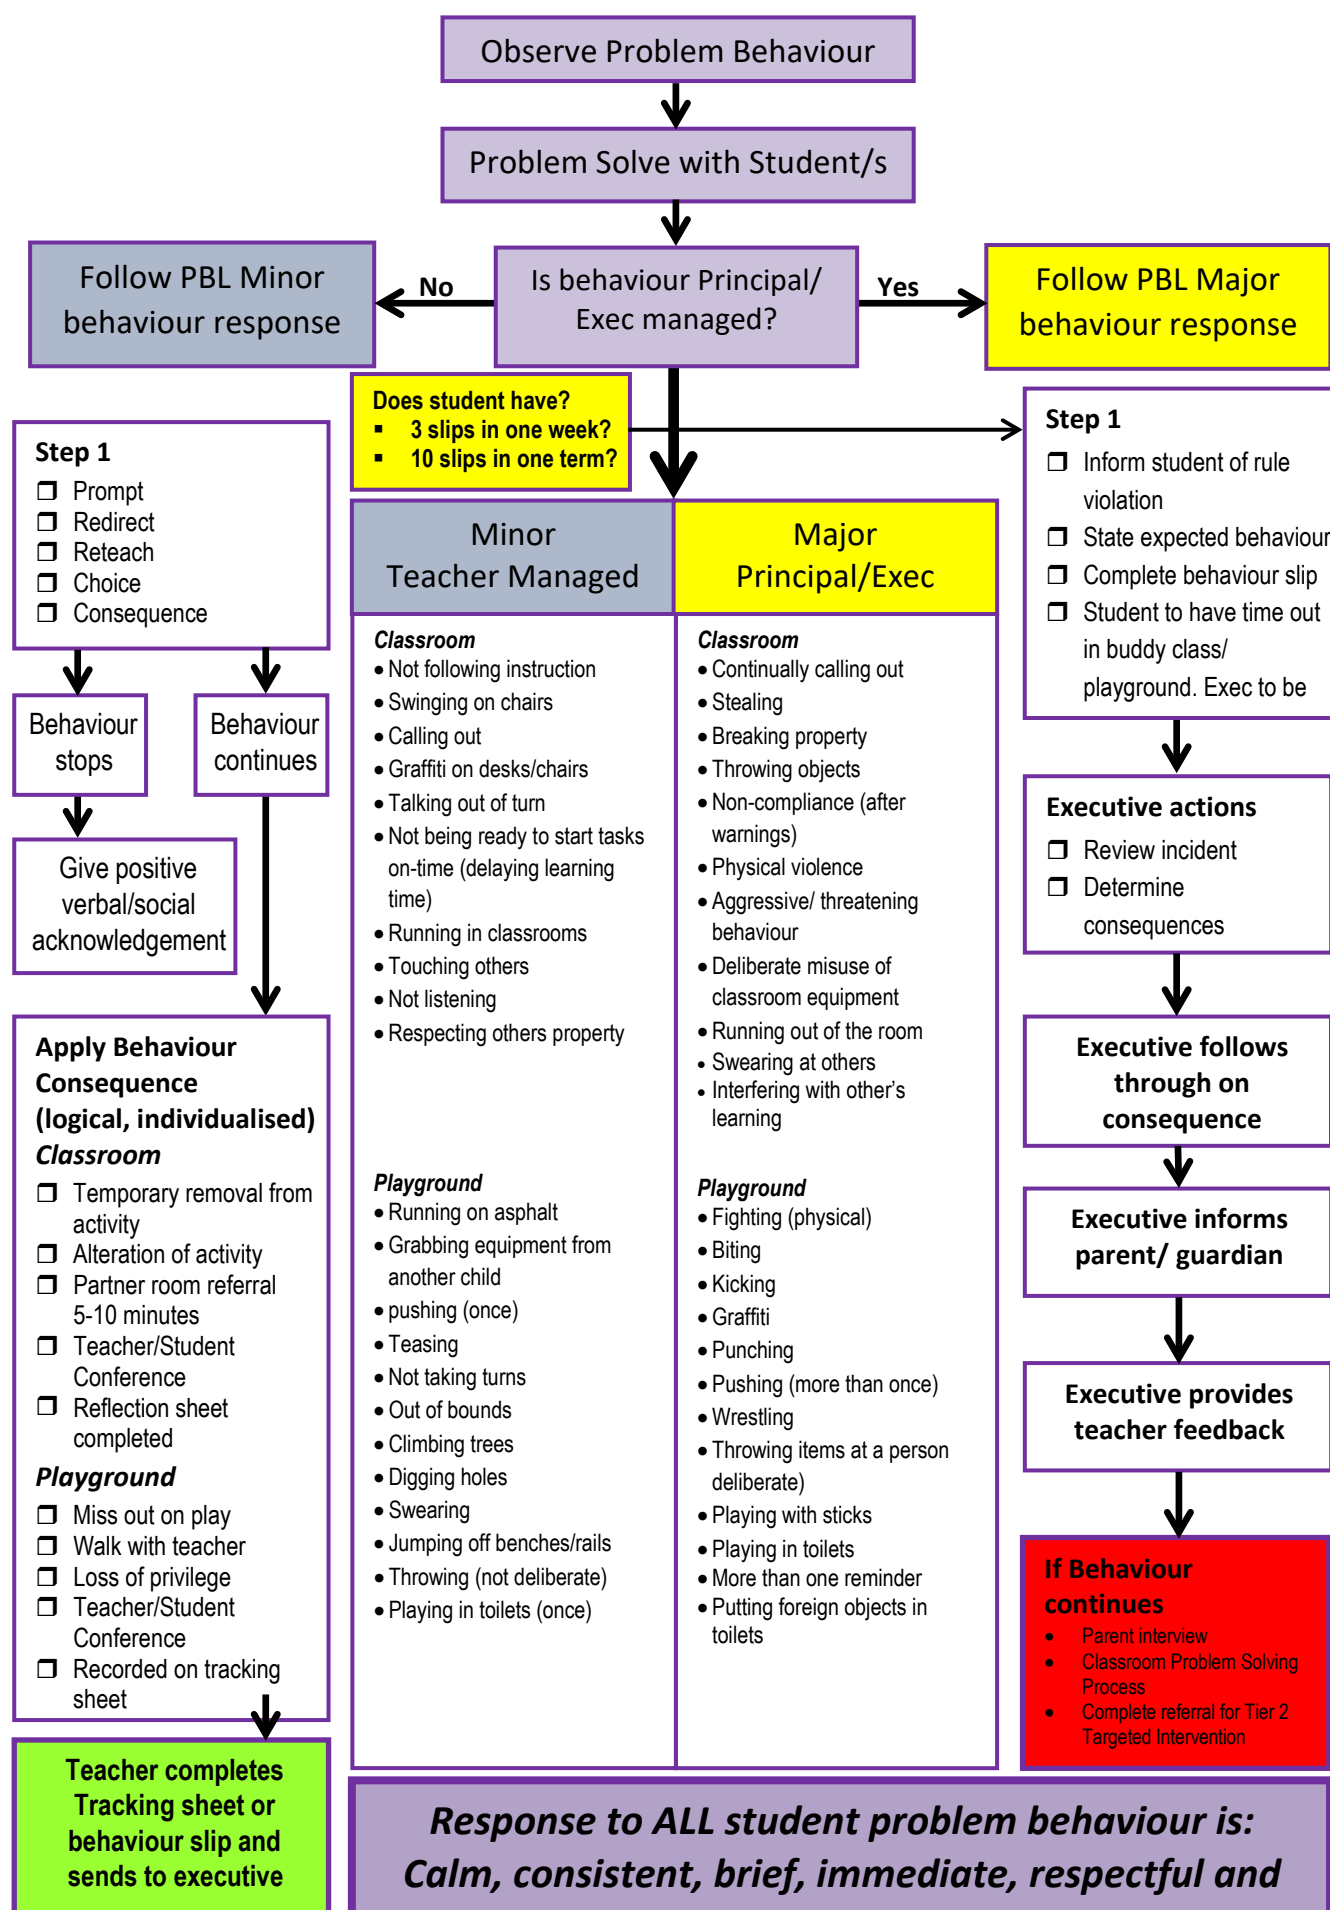 Observe Problem Behaviour
Problem Solve with Student/s
Follow PBL Minor
behaviour response
No
Is behaviour Principal/
Exec managed?
Yes
Follow PBL Major
behaviour response
Does student have?
▪ 3 slips in one week?
▪ 10 slips in one term?
Step 1
❒ Prompt
❒ Redirect
❒ Reteach
❒ Choice
❒ Consequence
Behaviour
stops
Behaviour
continues
Give positive
verbal/social
acknowledgement
Apply Behaviour
Consequence
(logical, individualised)
Classroom
❒ Temporary removal from
activity
❒ Alteration of activity
❒ Partner room referral
5-10 minutes
❒ Teacher/Student
Conference
❒ Reflection sheet
completed
Playground
❒ Miss out on play
❒ Walk with teacher
❒ Loss of privilege
❒ Teacher/Student
Conference
❒ Recorded on tracking
sheet
Teacher completes
Tracking sheet or
behaviour slip and
sends to executive
Minor
Teacher Managed
Classroom
• Not following instruction
• Swinging on chairs
• Calling out
• Graffiti on desks/chairs
• Talking out of turn
• Not being ready to start tasks
on-time (delaying learning
time)
• Running in classrooms
• Touching others
• Not listening
• Respecting others property
Playground
• Running on asphalt
• Grabbing equipment from
another child
• pushing (once)
• Teasing
• Not taking turns
• Out of bounds
• Climbing trees
• Digging holes
• Swearing
• Jumping off benches/rails
• Throwing (not deliberate)
• Playing in toilets (once)
Major
Principal/Exec
Classroom
• Continually calling out
• Stealing
• Breaking property
• Throwing objects
• Non-compliance (after
warnings)
• Physical violence
• Aggressive/ threatening
behaviour
• Deliberate misuse of
classroom equipment
• Running out of the room
• Swearing at others
• Interfering with other's
learning
Playground
• Fighting (physical)
• Biting
• Kicking
• Graffiti
• Punching
• Pushing (more than once)
• Wrestling
• Throwing items at a person
deliberate)
• Playing with sticks
• Playing in toilets
• More than one reminder
• Putting foreign objects in
toilets
Step 1
❒ Inform student of rule
violation
❒ State expected behaviour
❒ Complete behaviour slip
❒ Student to have time out
in buddy class/
playground. Exec to be
Executive actions
❒ Review incident
❒ Determine
consequences
Executive follows
through on
consequence
Executive informs
parent/ guardian
Executive provides
teacher feedback
If Behaviour
continues
• Parent interview
• Classroom Problem Solving
Process
• Complete referral for Tier 2
Targeted Intervention
Response to ALL student problem behaviour is:
Calm, consistent, brief, immediate, respectful and